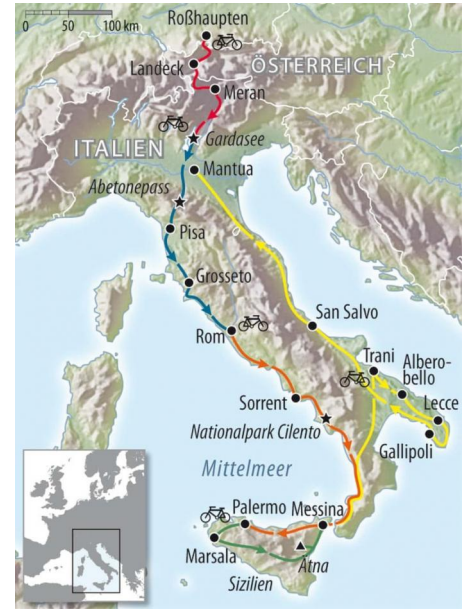 0
50
100 km
Roßhaupten
Landeck
ÖSTERREICH
Meran
ITALIEN
Gardasee
Mantua
Abetonepass
Pisa
Grosseto
San Salvo
Rom
Trani
Albero-
bello
Sorrent
Lecce
Nationalpark Cilento
Gallipoli
Mittelmeer
Palermo
Messina
Marsala
Ätna
Sizilien